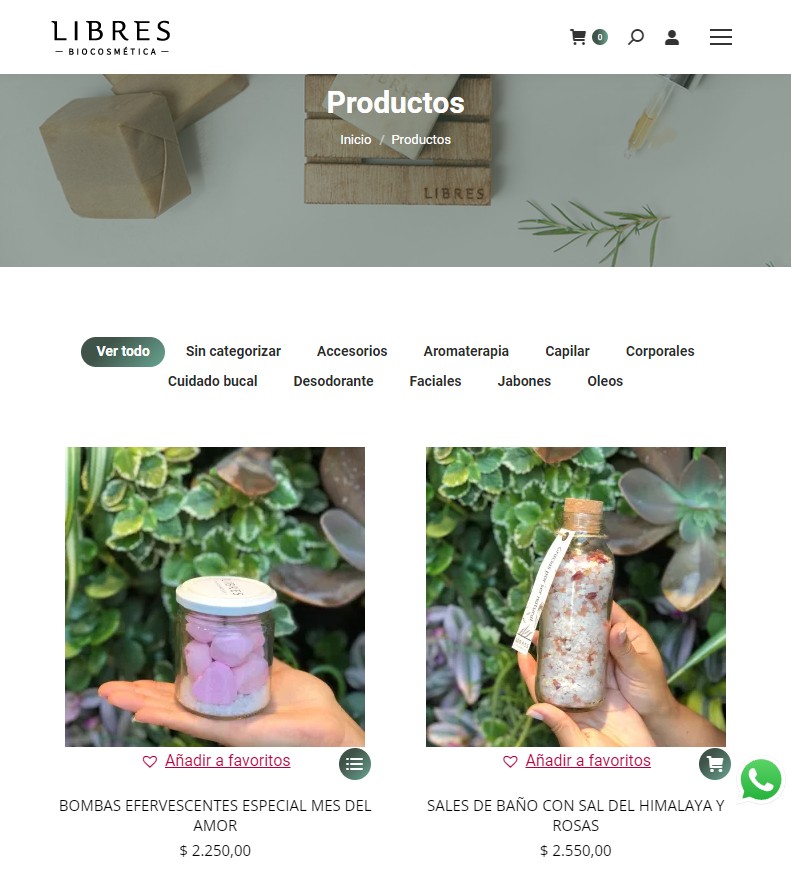 LIBRES
BIOCOSMÉTICA
0
Productos
Inicio / Productos
LIBRES
Ver todo Sin categorizar Accesorios Aromaterapia Capilar Corporales
Cuidado bucal Desodorante Faciales Jabones Oleos
LIBRES
Añadir a favoritos Añadir a favoritos
BOMBAS EFERVESCENTES ESPECIAL MES DEL
AMOR
$ 2.250,00
SALES DE BAÑO CON SAL DEL HIMALAYA Y
ROSAS
$ 2.550,00